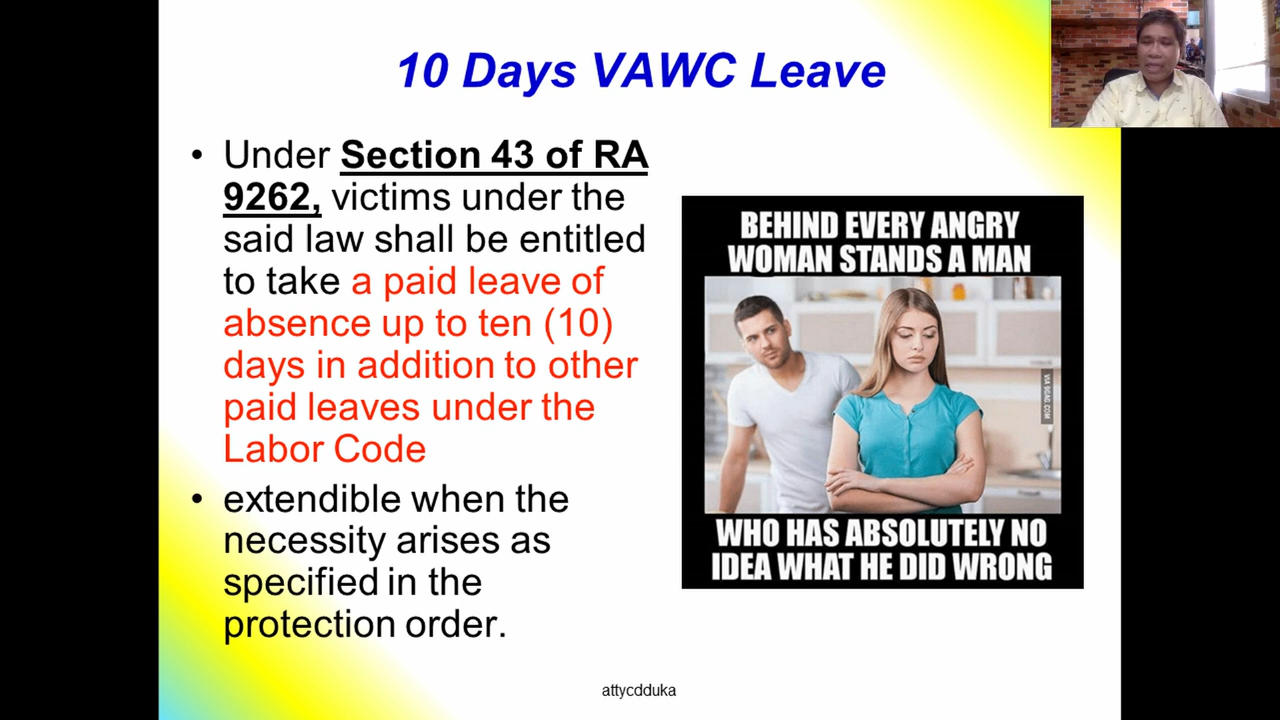 10 Days VAWC Leave
• Under Section 43 of RA
9262, victims under the
said law shall be entitled
to take a paid leave of
absence up to ten (10)
days in addition to other
paid leaves under the
Labor Code
• extendible when the
necessity arises as
specified in the
protection order.
BEHIND EVERY ANGRY
WOMAN STANDS A MAN
VIA 9GAG.COM
WHO HAS ABSOLUTELY NO
IDEA WHAT HE DID WRONG
attycdduka